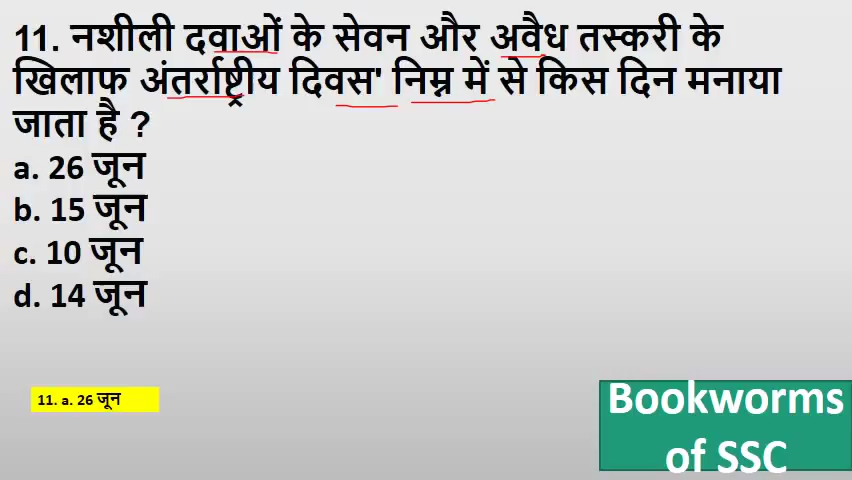 11. नशीली दवाओं के सेवन और अवैध तस्करी के
खिलाफ अंतर्राष्ट्रीय दिवस' निम्न में से किस दिन मनाया
जाता है ?
a. 26 जून
b. 15 जून
c. 10 जून
d. 14 जून
11. a. 26 जून
Bookworms
of SSC